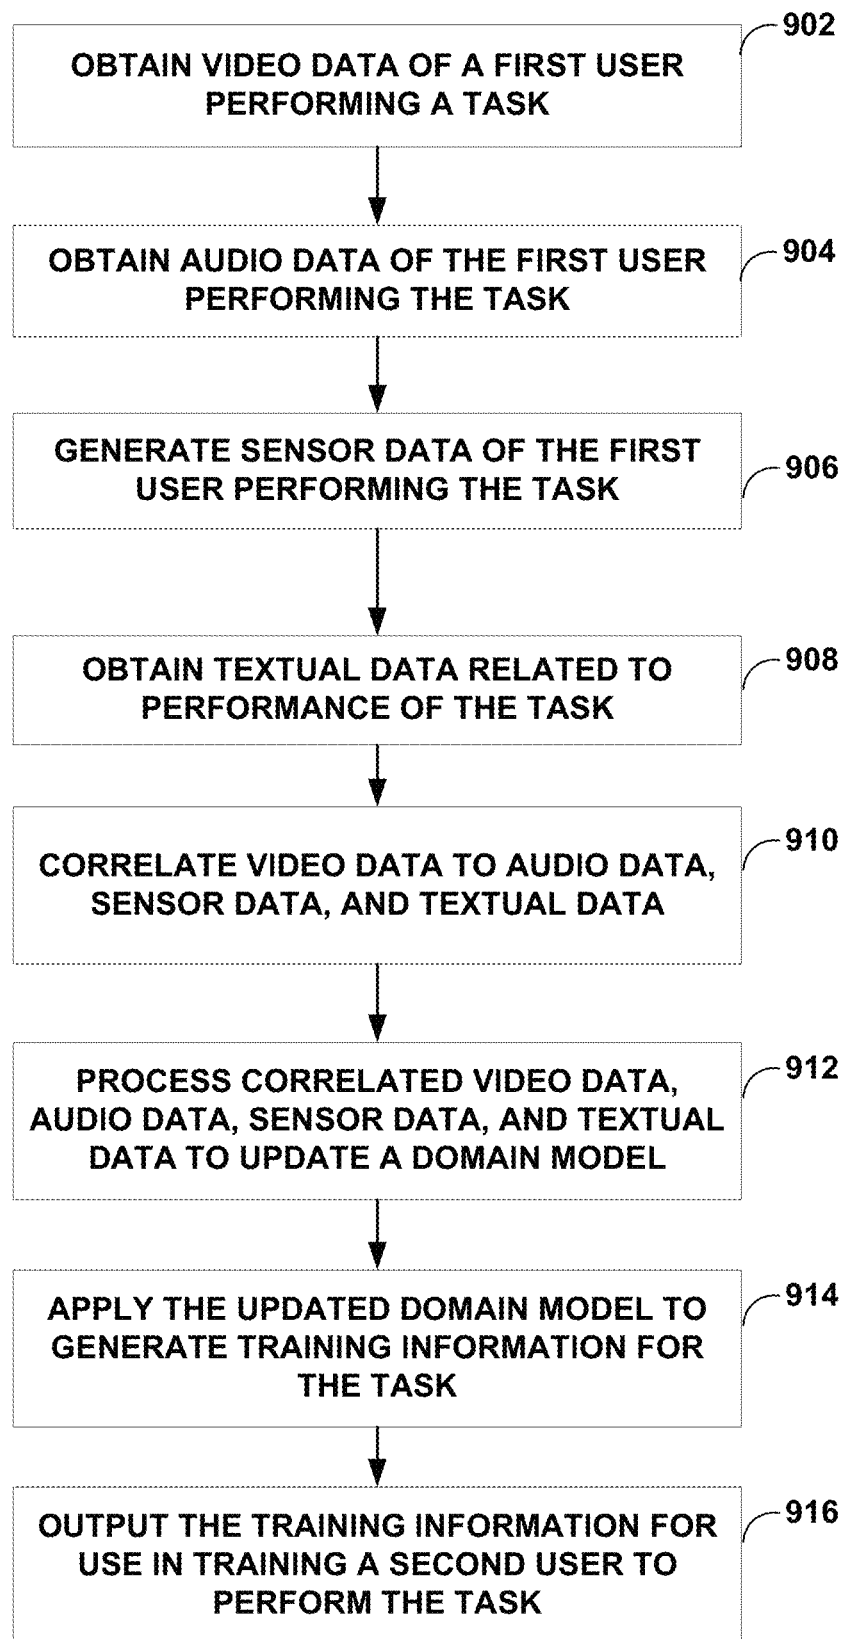 902
OBTAIN VIDEO DATA OF A FIRST USER
PERFORMING A TASK
904
OBTAIN AUDIO DATA OF THE FIRST USER
PERFORMING THE TASK
906
GENERATE SENSOR DATA OF THE FIRST
USER PERFORMING THE TASK
908
OBTAIN TEXTUAL DATA RELATED TO
PERFORMANCE OF THE TASK
910
CORRELATE VIDEO DATA TO AUDIO DATA,
SENSOR DATA, AND TEXTUAL DATA
912
PROCESS CORRELATED VIDEO DATA,
AUDIO DATA, SENSOR DATA, AND TEXTUAL
DATA TO UPDATE A DOMAIN MODEL
914
APPLY THE UPDATED DOMAIN MODEL TO
GENERATE TRAINING INFORMATION FOR
THE TASK
916
OUTPUT THE TRAINING INFORMATION FOR
USE IN TRAINING A SECOND USER TO
PERFORM THE TASK